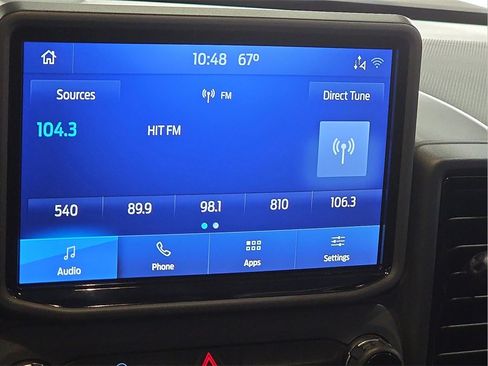 10:48 67º
Sources FM Direct Tune
104.3 HIT FM
540 89.9 98.1 810 106.3
Audio Phone Apps Settings